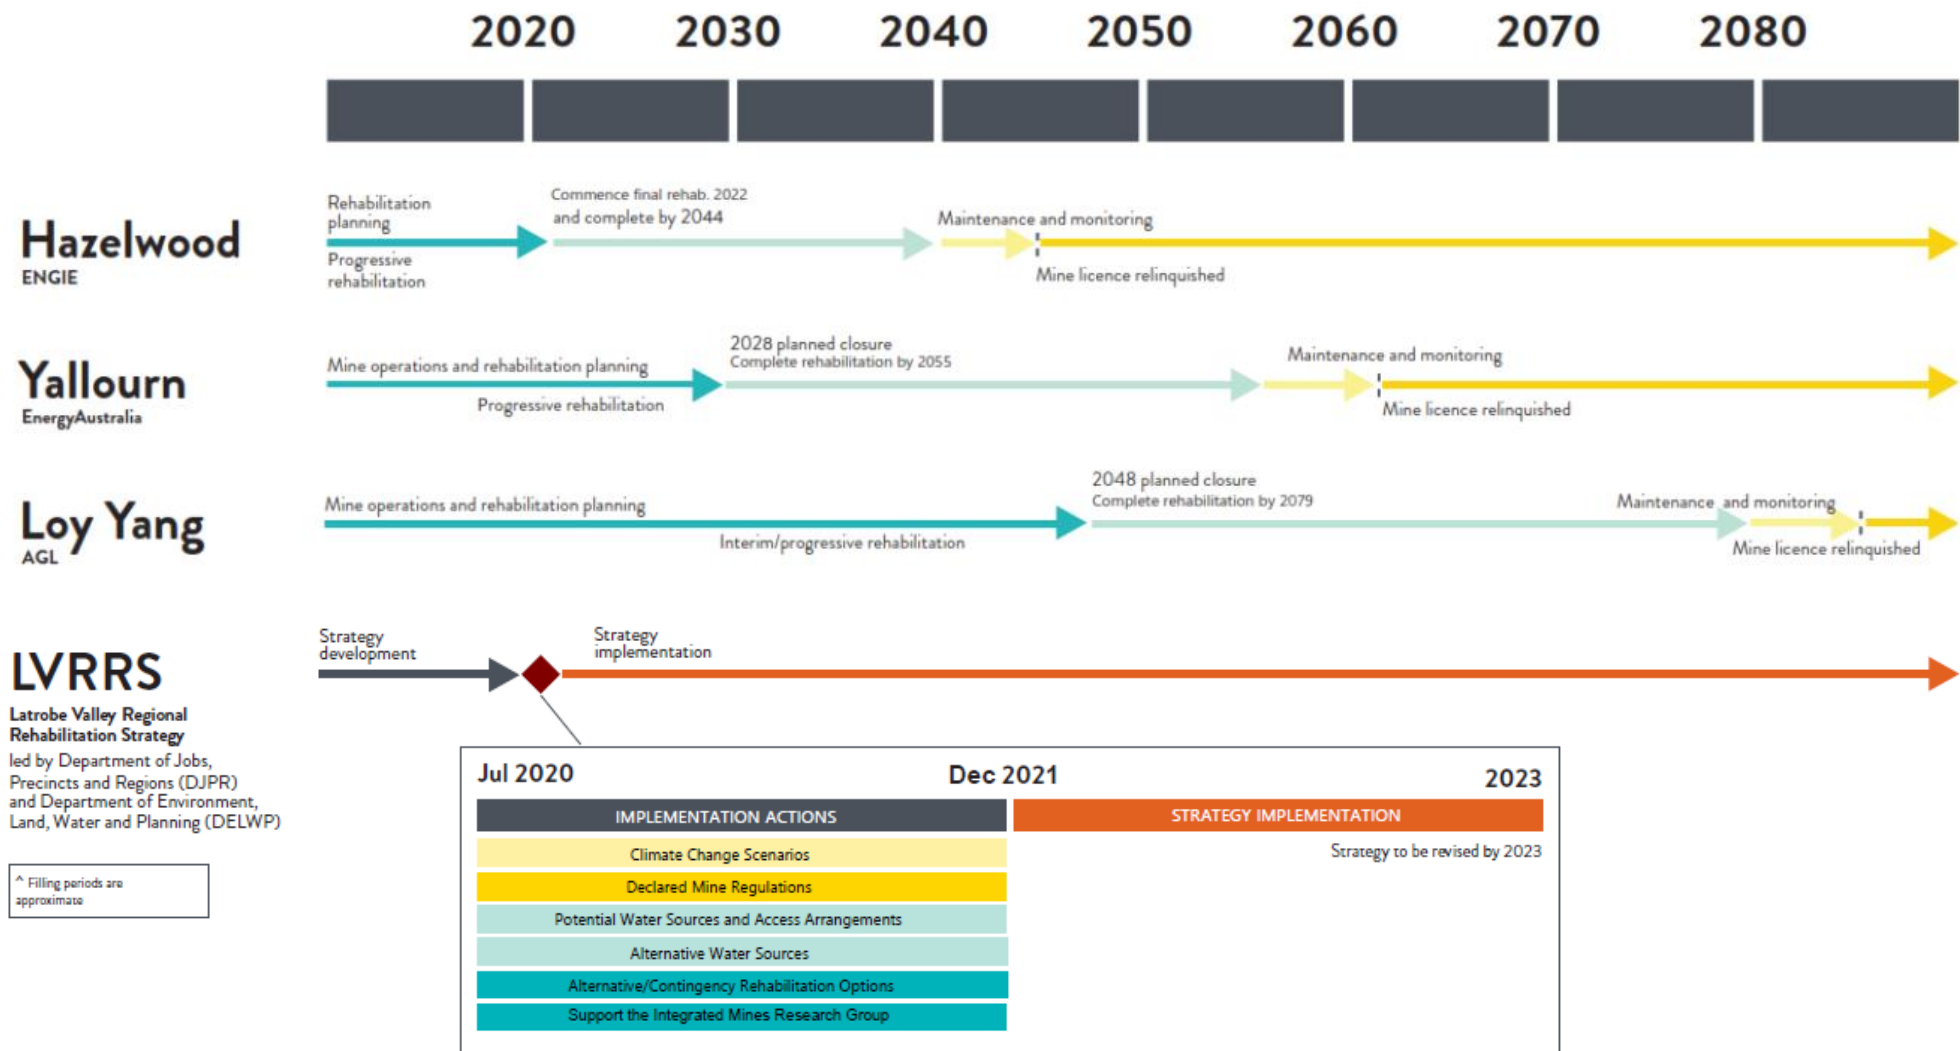 2020 2030 2040 2050 2060 2070 2080
Hazelwood
ENGIE
Rehabilitation
planning
Progressive
rehabilitation
Commence final rehab. 2022
and complete by 2044
Maintenance and monitoring
Mine licence relinquished
Yallourn
EnergyAustralia
Mine operations and rehabilitation planning
Progressive rehabilitation
2028 planned closure
Complete rehabilitation by 2055
Maintenance and monitoring
Mine licence relinquished
Loy Yang
AGL
Mine operations and rehabilitation planning
Interim/progressive rehabilitation
2048 planned closure
Complete rehabilitation by 2079
Maintenance and monitoring
Mine licence relinquished
LVRRS
Latrobe Valley Regional
Rehabilitation Strategy
led by Department of Jobs,
Precincts and Regions (DJPR)
and Department of Environment,
Land, Water and Planning (DELWP)
Strategy
development
Strategy
implementation
^ Filling periods are
approximate
Jul 2020 Dec 2021 2023
IMPLEMENTATION ACTIONS STRATEGY IMPLEMENTATION
Climate Change Scenarios
Strategy to be revised by 2023
Declared Mine Regulations
Potential Water Sources and Access Arrangements
Alternative Water Sources
Alternative/Contingency Rehabilitation Options
Support the Integrated Mines Research Group